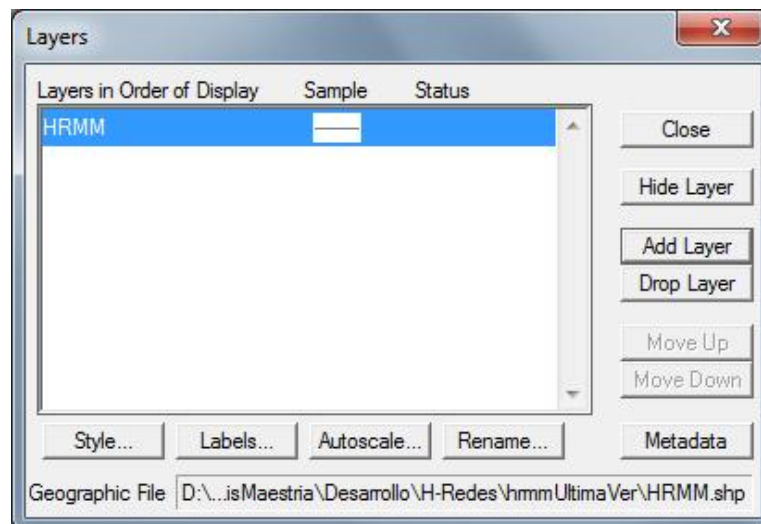 Layers
Layers in Order of Display Sample Status
HRMM
Close
Hide Layer
Add Layer
Drop Layer
Move Up
Move Down
Style... Labels... Autoscale... Rename... Metadata
Geographic File D:\...isMaestria\Desarrollo\H-Redes\hrmmUltimaVer\HRMM.shp